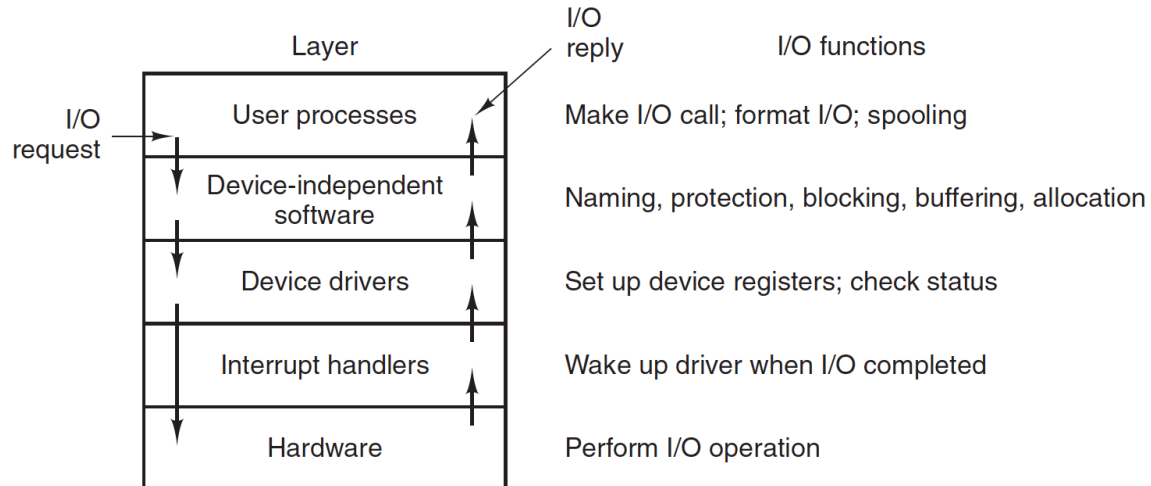 Layer
I/O
reply
I/O functions
I/O
request
User processes
Make I/O call; format I/O; spooling
Device-independent
software
Naming, protection, blocking, buffering, allocation
Device drivers
Set up device registers; check status
Interrupt handlers
Wake up driver when I/O completed
Hardware
Perform I/O operation